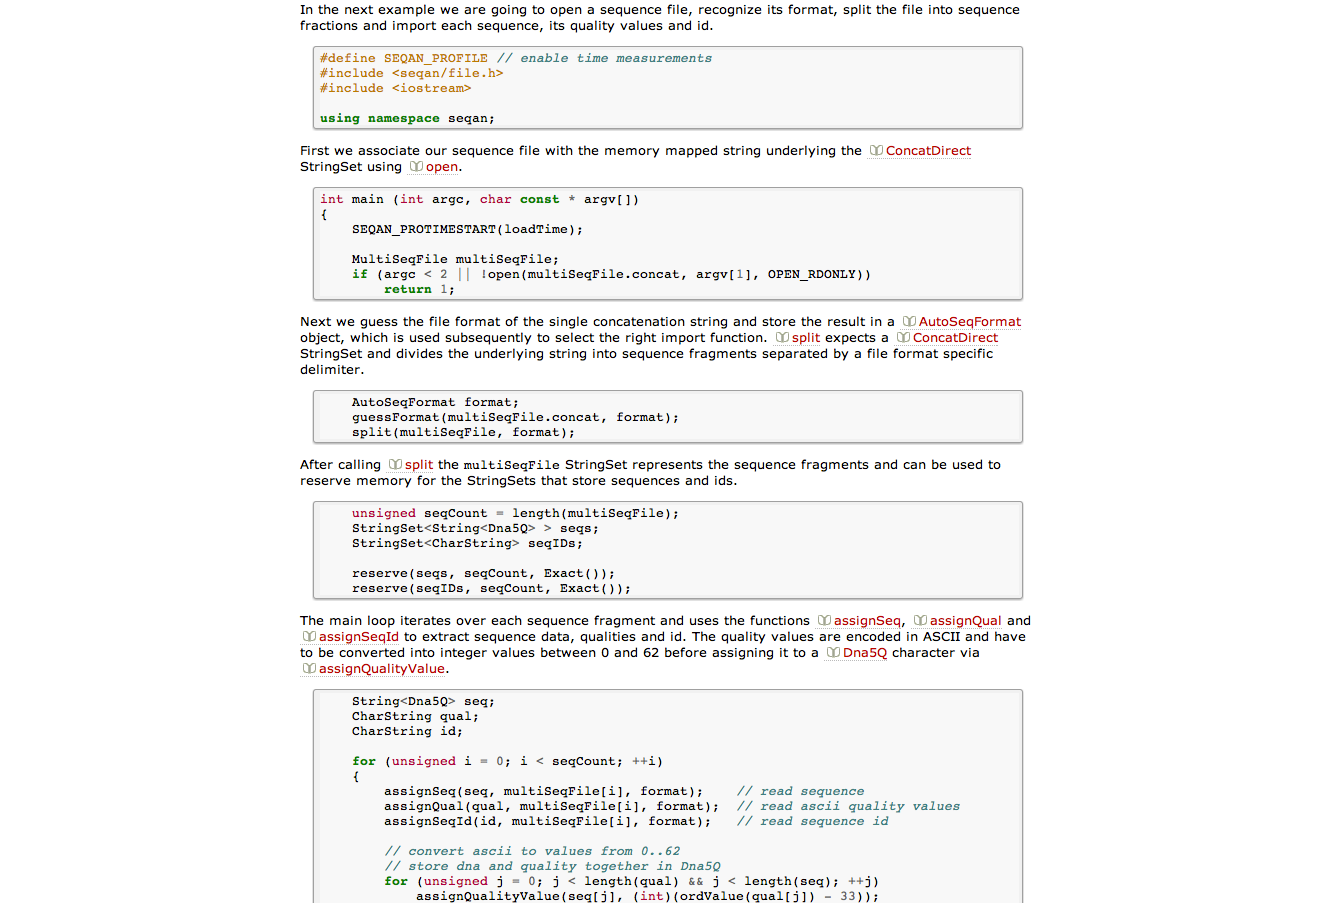 In the next example we are going to open a sequence file, recognize its format, split the file into sequence
fractions and import each sequence, its quality values and id.
#define SEQAN_PROFILE // enable time measurements
#include <seqan/file.h>
#include <iostream>
using namespace seqan;
First we associate our sequence file with the memory mapped string underlying the ConcatDirect
StringSet using open.
int main (int argc, char const * argv[])
{
    SEQAN_PROTIMESTART(loadTime);
    MultiSeqFile multiSeqFile;
    if (argc < 2 || !open(multiSeqFile.concat, argv[1], OPEN_RDONLY))
        return 1;
Next we guess the file format of the single concatenation string and store the result in a AutoSeqFormat
object, which is used subsequently to select the right import function. split expects a ConcatDirect
StringSet and divides the underlying string into sequence fragments separated by a file format specific
delimiter.
    AutoSeqFormat format;
    guessFormat(multiSeqFile.concat, format);
    split(multiSeqFile, format);
After calling split the multiSeqFile StringSet represents the sequence fragments and can be used to
reserve memory for the StringSets that store sequences and ids.
    unsigned seqCount = length(multiSeqFile);
    StringSet<String<Dna5Q> > seqs;
    StringSet<CharString> seqIDs;
    reserve(seqs, seqCount, Exact());
    reserve(seqIDs, seqCount, Exact());
The main loop iterates over each sequence fragment and uses the functions assignSeq, assignQual and
assignSeqId to extract sequence data, qualities and id. The quality values are encoded in ASCII and have
to be converted into integer values between 0 and 62 before assigning it to a Dna5Q character via
assignQualityValue.
    String<Dna5Q> seq;
    CharString qual;
    CharString id;
    for (unsigned i = 0; i < seqCount; ++i)
    {
        assignSeq(seq, multiSeqFile[i], format);    // read sequence
        assignQual(qual, multiSeqFile[i], format);  // read ascii quality values
        assignSeqId(id, multiSeqFile[i], format);   // read sequence id
        // convert ascii to values from 0..62
        // store dna and quality together in Dna5Q
        for (unsigned j = 0; j < length(qual) && j < length(seq); ++j)
            assignQualityValue(seq[j], (int)(ordValue(qual[j]) - 33));